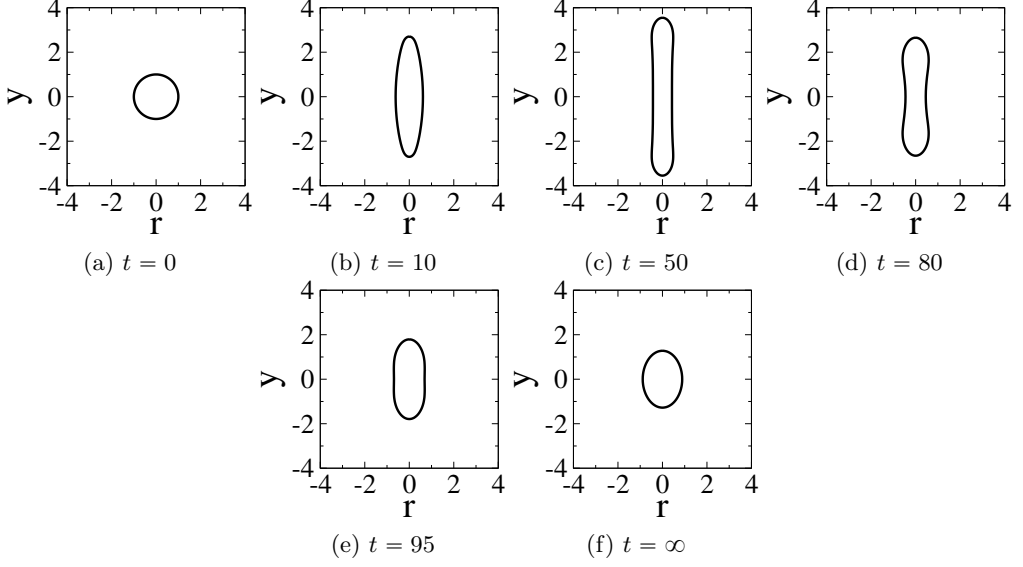 4 4 4 4
2 2 2 2
y 0 y 0 y 0 y 0
-2 -2 -2 -2
-4 -4 -4 -4
-4 -2 0 2 4 -4 -2 0 2 4 -4 -2 0 2 4 -4 -2 0 2 4
r r r r
(a) t = 0 (b) t = 10 (c) t = 50 (d) t = 80
4 4
2 2
y 0 y 0
-2 -2
-4 -4
-4 -2 0 2 4 -4 -2 0 2 4
r r
(e) t = 95 (f) t = ∞